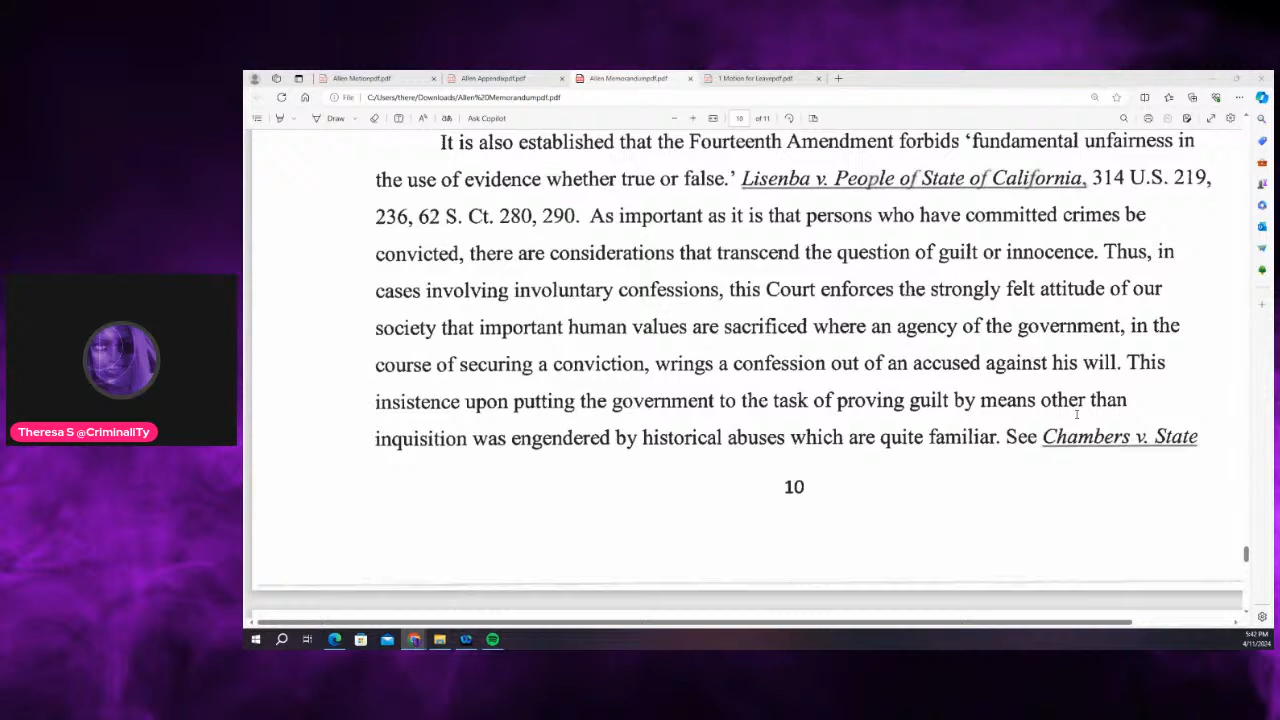 Allen Motionpdf.pdf
Allen Appendixpdf.pdf
Allen Memorandumpdf.pdf
1 Motion for Leavepdf.pdf
File C:/Users/there/Downloads/Allen%20Memorandumpdf.pdf
Draw
Ask Copilot
10 of 11
It is also established that the Fourteenth Amendment forbids ‘fundamental unfairness in
the use of evidence whether true or false.’ Lisenba v. People of State of California, 314 U.S. 219,
236, 62 S. Ct. 280, 290. As important as it is that persons who have committed crimes be
convicted, there are considerations that transcend the question of guilt or innocence. Thus, in
cases involving involuntary confessions, this Court enforces the strongly felt attitude of our
society that important human values are sacrificed where an agency of the government, in the
course of securing a conviction, wrings a confession out of an accused against his will. This
insistence upon putting the government to the task of proving guilt by means other than
inquisition was engendered by historical abuses which are quite familiar. See Chambers v. State
10
Theresa S @CriminaliTy
5:42 PM
4/11/2024